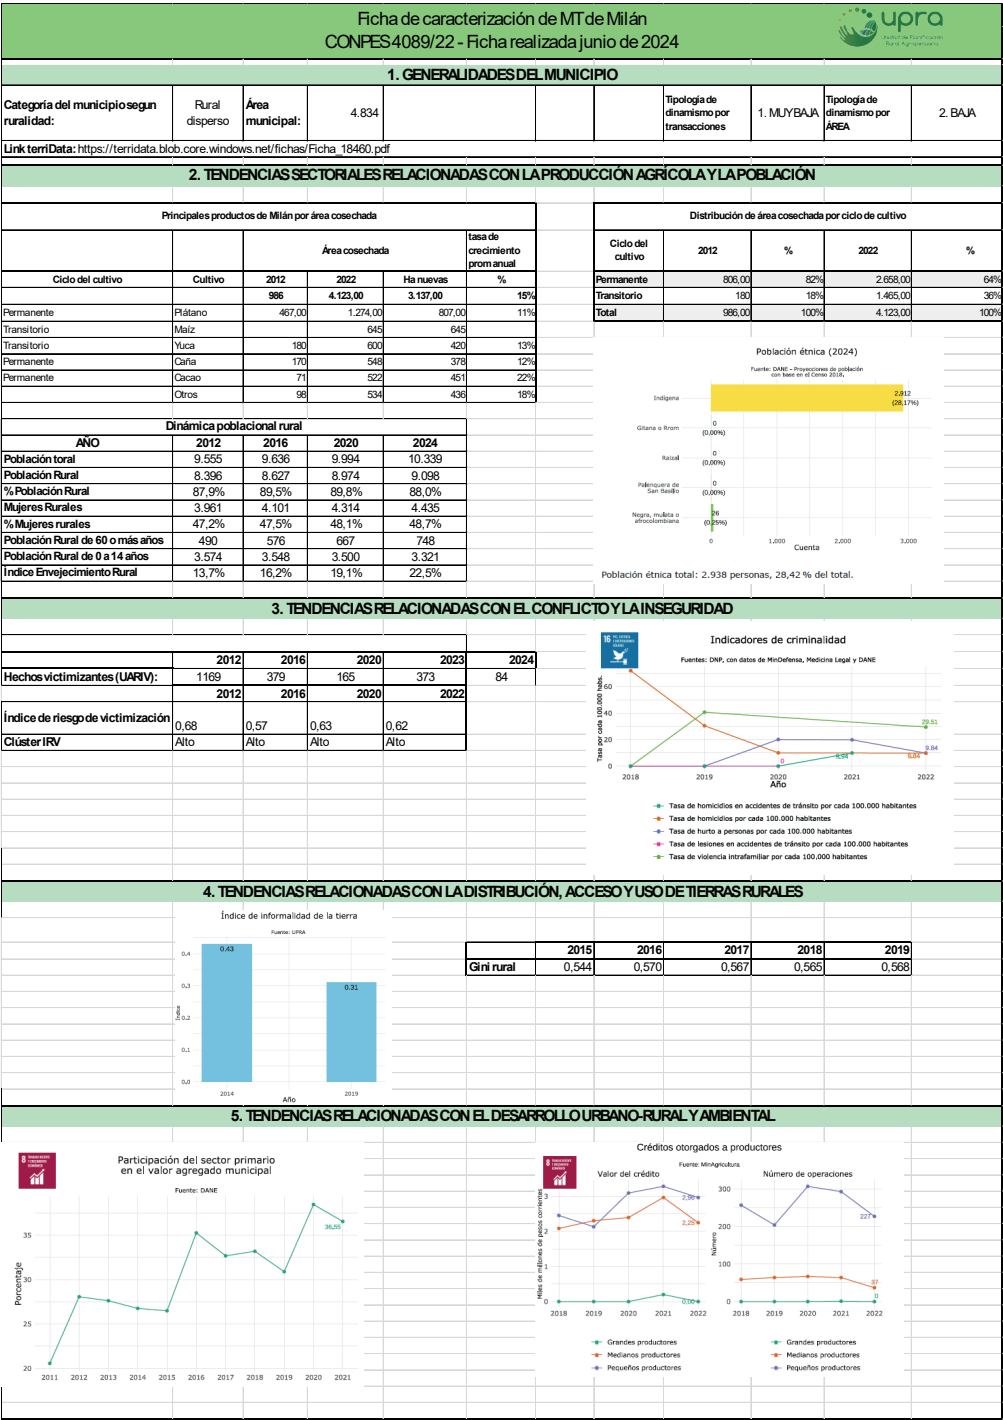 Ficha de caracterización de MT de Milán
CONPES 4089/22 - Ficha realizada junio de 2024
upra
1. GENERALIDADES DEL MUNICIPIO
Categoría del municipio segun ruralidad: Rural disperso Área municipal: 4.834 Tipología de dinamismo por transacciones 1. MUY BAJA Tipología de dinamismo por ÁREA 2. BAJA
Link terriData: https://terridata.blob.core.windows.net/fichas/Ficha_18460.pdf
2. TENDENCIAS SECTORIALES RELACIONADAS CON LA PRODUCCIÓN AGRÍCOLA Y LA POBLACIÓN
Principales productos de Milán por área cosechada
Área cosechada tasa de crecimiento prom anual
Ciclo del cultivo Cultivo 2012 2022 Ha nuevas %
986 4.123,00 3.137,00 15%
Permanente Plátano 467,00 1.274,00 807,00 11%
Transitorio Maíz 645 645
Transitorio Yuca 180 600 420 13%
Permanente Caña 170 548 378 12%
Permanente Cacao 71 522 451 22%
Otros 98 534 436 18%
Distribución de área cosechada por ciclo de cultivo
Ciclo del cultivo 2012 % 2022 %
Permanente 806,00 82% 2.658,00 64%
Transitorio 180 18% 1.465,00 36%
Total 986,00 100% 4.123,00 100%
Dinámica poblacional rural
AÑO 2012 2016 2020 2024
Población toral 9.555 9.636 9.994 10.339
Población Rural 8.396 8.627 8.974 9.098
% Población Rural 87,9% 89,5% 89,8% 88,0%
Mujeres Rurales 3.961 4.101 4.314 4.435
% Mujeres rurales 47,2% 47,5% 48,1% 48,7%
Población Rural de 60 o más años 490 576 667 748
Población Rural de 0 a 14 años 3.574 3.548 3.500 3.321
Índice Envejecimiento Rural 13,7% 16,2% 19,1% 22,5%
Población étnica (2024)
Fuente: DANE - Proyecciones de población
con base en el Censo 2018.
Indígena 2,912 (28,17%)
Gitana o Rrom 0 (0,00%)
Raizal 0 (0,00%)
Palenquera de San Basilio 0 (0,00%)
Negra, mulata o afrocolombiana 26 (0,25%)
0 1,000 2,000 3,000
Cuenta
Población étnica total: 2.938 personas, 28,42 % del total.
3. TENDENCIAS RELACIONADAS CON EL CONFLICTO Y LA INSEGURIDAD
2012 2016 2020 2023 2024
Hechos victimizantes (UARIV): 1169 379 165 373 84
2012 2016 2020 2022
Índice de riesgo de victimización 0,68 0,57 0,63 0,62
Clúster IRV Alto Alto Alto Alto
16
Indicadores de criminalidad
Fuentes: DNP, con datos de MinDefensa, Medicina Legal y DANE
Tasa por cada 100.000 habs.
60
40
20
0
29.51
9.84
0
9,94
8,84
2018 2019 2020 2021 2022
Año
Tasa de homicidios en accidentes de tránsito por cada 100.000 habitantes
Tasa de homicidios por cada 100.000 habitantes
Tasa de hurto a personas por cada 100.000 habitantes
Tasa de lesiones en accidentes de tránsito por cada 100.000 habitantes
Tasa de violencia intrafamiliar por cada 100,000 habitantes
4. TENDENCIAS RELACIONADAS CON LA DISTRIBUCIÓN, ACCESO Y USO DE TIERRAS RURALES
Índice de informalidad de la tierra
Fuente: UPRA
Índice
0,4
0,3
0,2
0,1
0,0
0.43
0.31
2014 2019
Año
2015 2016 2017 2018 2019
Gini rural 0,544 0,570 0,567 0,565 0,568
5. TENDENCIAS RELACIONADAS CON EL DESARROLLO URBANO-RURAL Y AMBIENTAL
8
Participación del sector primario
en el valor agregado municipal
Fuente: DANE
Porcentaje
35
30
25
20
36,55
2011 2012 2013 2014 2015 2016 2017 2018 2019 2020 2021
8
Créditos otorgados a productores
Fuente: MinAgricultura
Valor del crédito
Miles de millones de pesos corrientes
3
2
1
0
2,96
2,25
0,00
2018 2019 2020 2021 2022
Grandes productores
Medianos productores
Pequeños productores
Número de operaciones
Número
300
200
100
0
227
37
0
2018 2019 2020 2021 2022
Grandes productores
Medianos productores
Pequeños productores